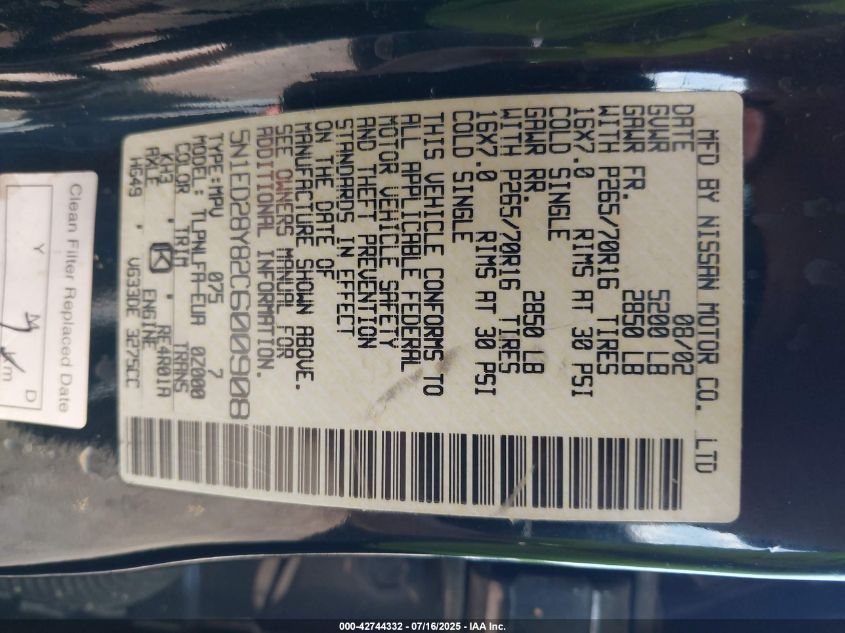 MFD BY NISSAN MOTOR CO. LTD
DATE 08/02
GVWR 5200 LB
GAWR FR. 2850 LB
WITH P265/70R16 TIRES
16X7.0 RIMS AT 30 PSI
COLD SINGLE
GAWR RR. 2850 LB
WITH P265/70R16 TIRES
16X7.0 RIMS AT 30 PSI
COLD SINGLE
THIS VEHICLE CONFORMS TO
ALL APPLICABLE FEDERAL
MOTOR VEHICLE SAFETY
AND THEFT PREVENTION
STANDARDS IN EFFECT
ON THE DATE OF
MANUFACTURE SHOWN ABOVE.
SEE OWNERS MANUAL FOR
ADDITIONAL INFORMATION.
5N1ED28Y82C600908
TYPE:MPV 075 7
MODEL: TLPNLFA-EUA 02000
COLOR TRIM TRANS
KH3 K RE4R01A
AXLE ENGINE
HG49 VG33DE 3275CC
Clean Filter Replaced Date
Y M D
km
000-42744332 - 07/16/2025 - IAA Inc.